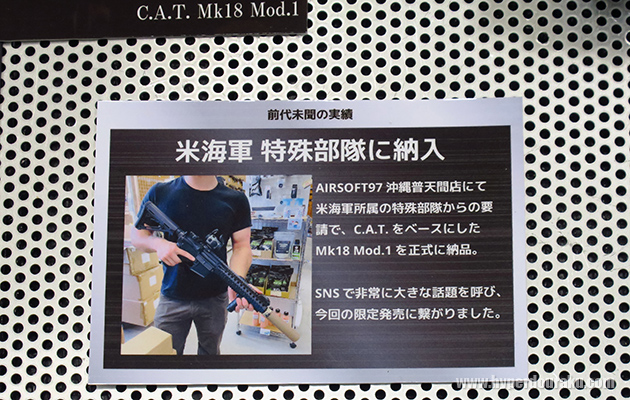 C.A.T. Mk18 Mod.1
前代未聞の実績
米海軍 特殊部隊に納入
AIRSOFT97 沖縄普天間店にて
米海軍所属の特殊部隊からの要
請で、C.A.T. をベースにした
Mk18 Mod.1 を正式に納品。
SNS で非常に大きな話題を呼び、
今回の限定発売に繋がりました。
www.hyperdouraku.com